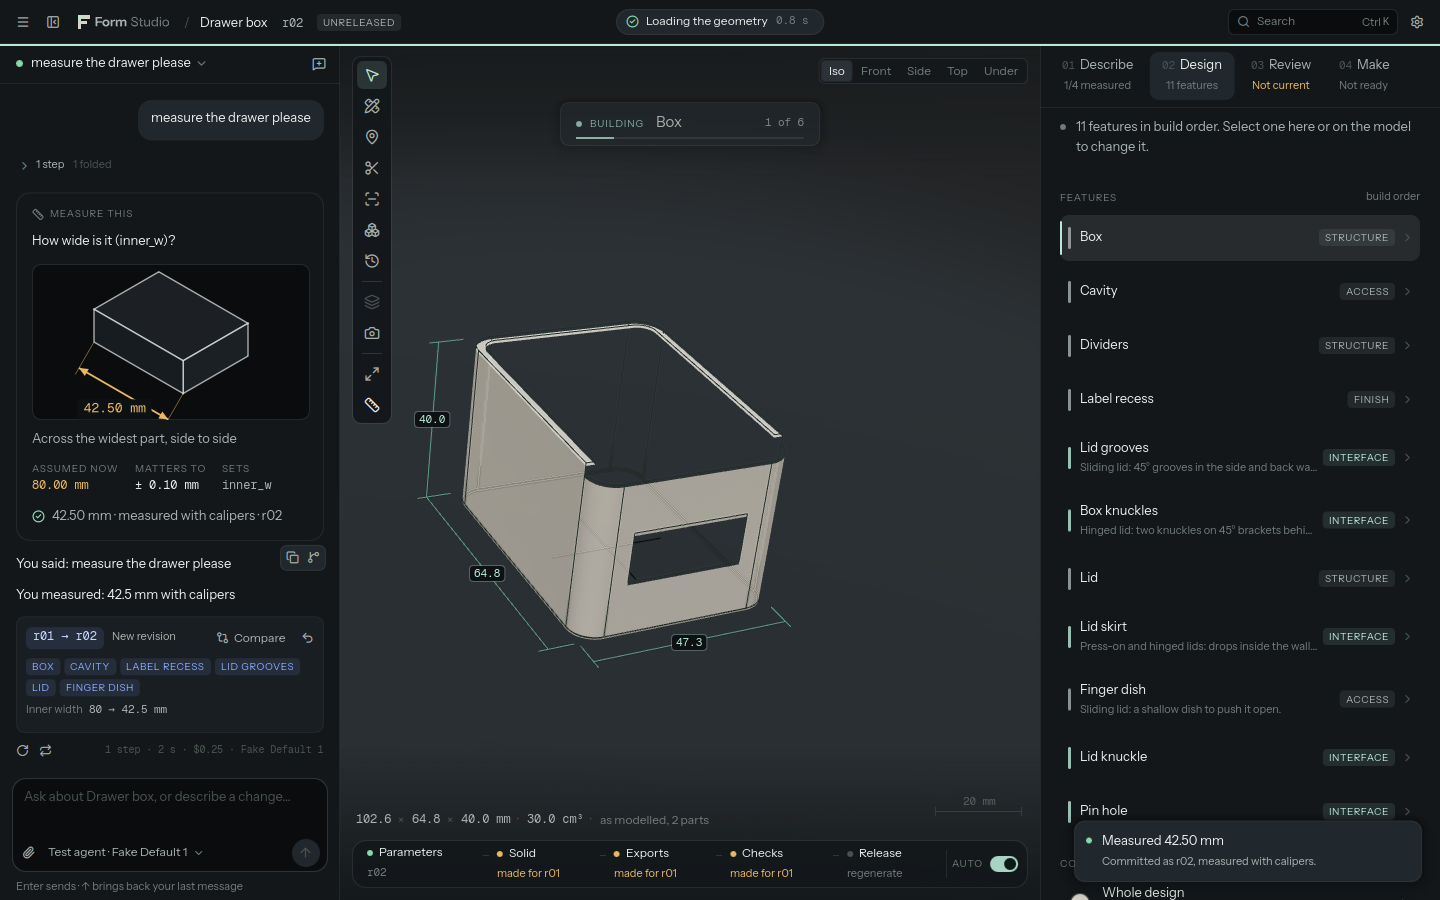 Form Studio / Drawer box r02 UNRELEASED
Loading the geometry 0.8 s
Search Ctrl K
measure the drawer please
measure the drawer please
1 step 1 folded
MEASURE THIS
How wide is it (inner_w)?
42.50 mm
Across the widest part, side to side
ASSUMED NOW MATTERS TO SETS
80.00 mm ± 0.10 mm inner_w
42.50 mm · measured with calipers · r02
You said: measure the drawer please
You measured: 42.5 mm with calipers
r01 → r02 New revision Compare
BOX CAVITY LABEL RECESS LID GROOVES
LID FINGER DISH
Inner width 80 → 42.5 mm
1 step · 2 s · $0.25 · Fake Default 1
Ask about Drawer box, or describe a change...
Test agent · Fake Default 1
Enter sends · ↑ brings back your last message
Iso Front Side Top Under
BUILDING Box 1 of 6
40.0
64.8
47.3
20 mm
102.6 × 64.8 × 40.0 mm · 30.0 cm³ · as modelled, 2 parts
Parameters Solid Exports Checks Release
r02 made for r01 made for r01 made for r01 regenerate
AUTO
01 Describe 02 Design 03 Review 04 Make
1/4 measured 11 features Not current Not ready
11 features in build order. Select one here or on the model
to change it.
FEATURES build order
Box STRUCTURE
Cavity ACCESS
Dividers STRUCTURE
Label recess FINISH
Lid grooves INTERFACE
Sliding lid: 45° grooves in the side and back wa...
Box knuckles INTERFACE
Hinged lid: two knuckles on 45° brackets behi...
Lid STRUCTURE
Lid skirt INTERFACE
Press-on and hinged lids: drops inside the wall...
Finger dish ACCESS
Sliding lid: a shallow dish to push it open.
Lid knuckle INTERFACE
Pin hole INTERFACE
Measured 42.50 mm
Committed as r02, measured with calipers.
Whole design